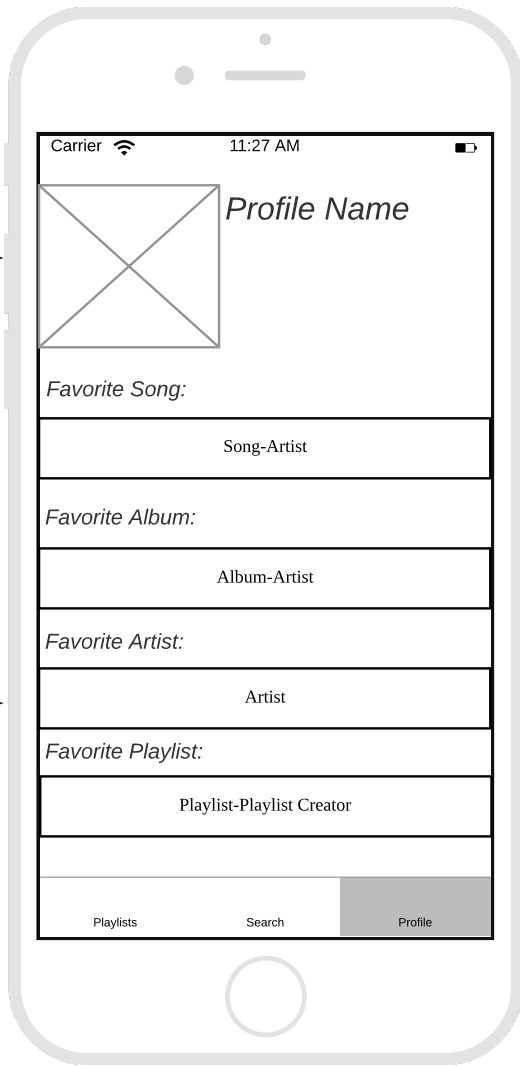 Carrier 11:27 AM
Profile Name
Favorite Song:
Song-Artist
Favorite Album:
Album-Artist
Favorite Artist:
Artist
Favorite Playlist:
Playlist-Playlist Creator
Playlists Search Profile